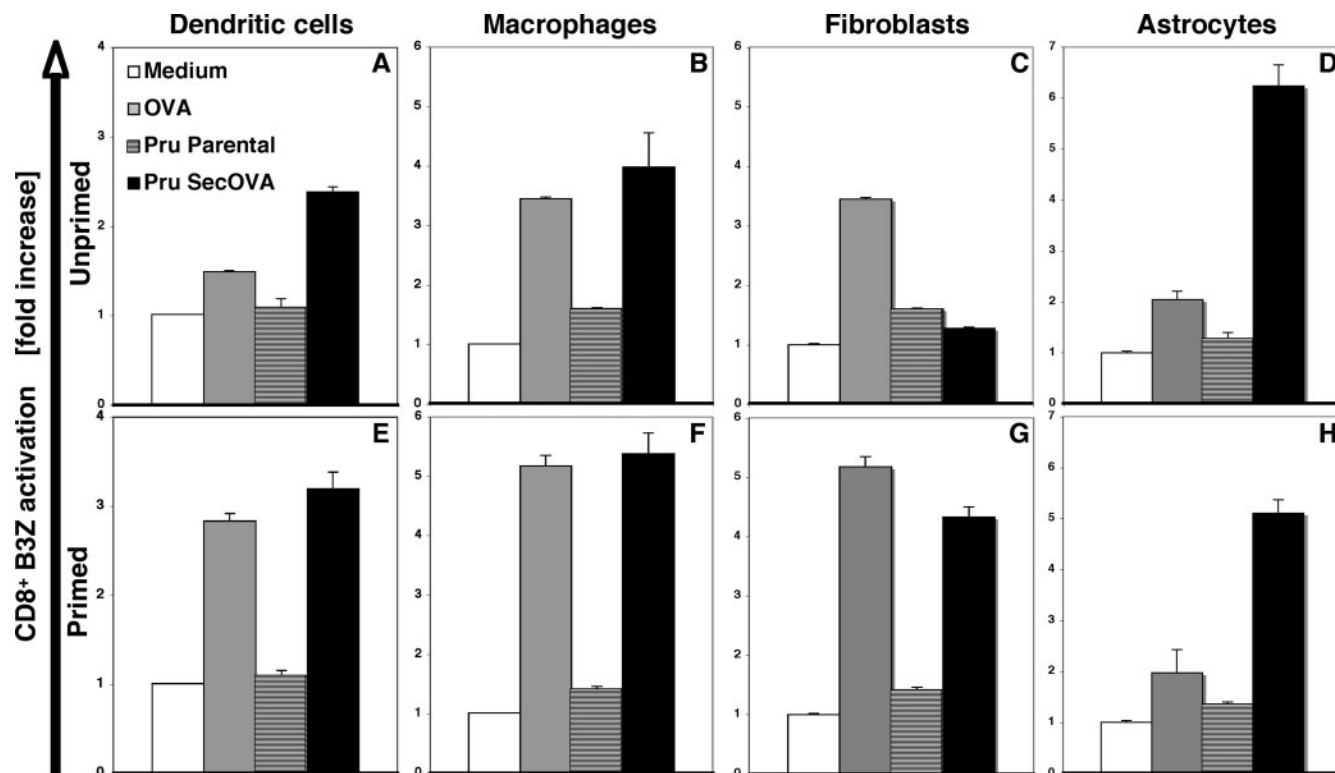 Dendritic cells
Macrophages
Fibroblasts
Astrocytes
CD8+ B3Z activation [fold increase]
Unprimed
4
3
2
1
0
A
Medium
OVA
Pru Parental
Pru SecOVA
6
5
4
3
2
1
0
B
6
5
4
3
2
1
0
C
7
6
5
4
3
2
1
0
D
Primed
4
3
2
1
0
E
6
5
4
3
2
1
0
F
6
5
4
3
2
1
0
G
7
6
5
4
3
2
1
0
H